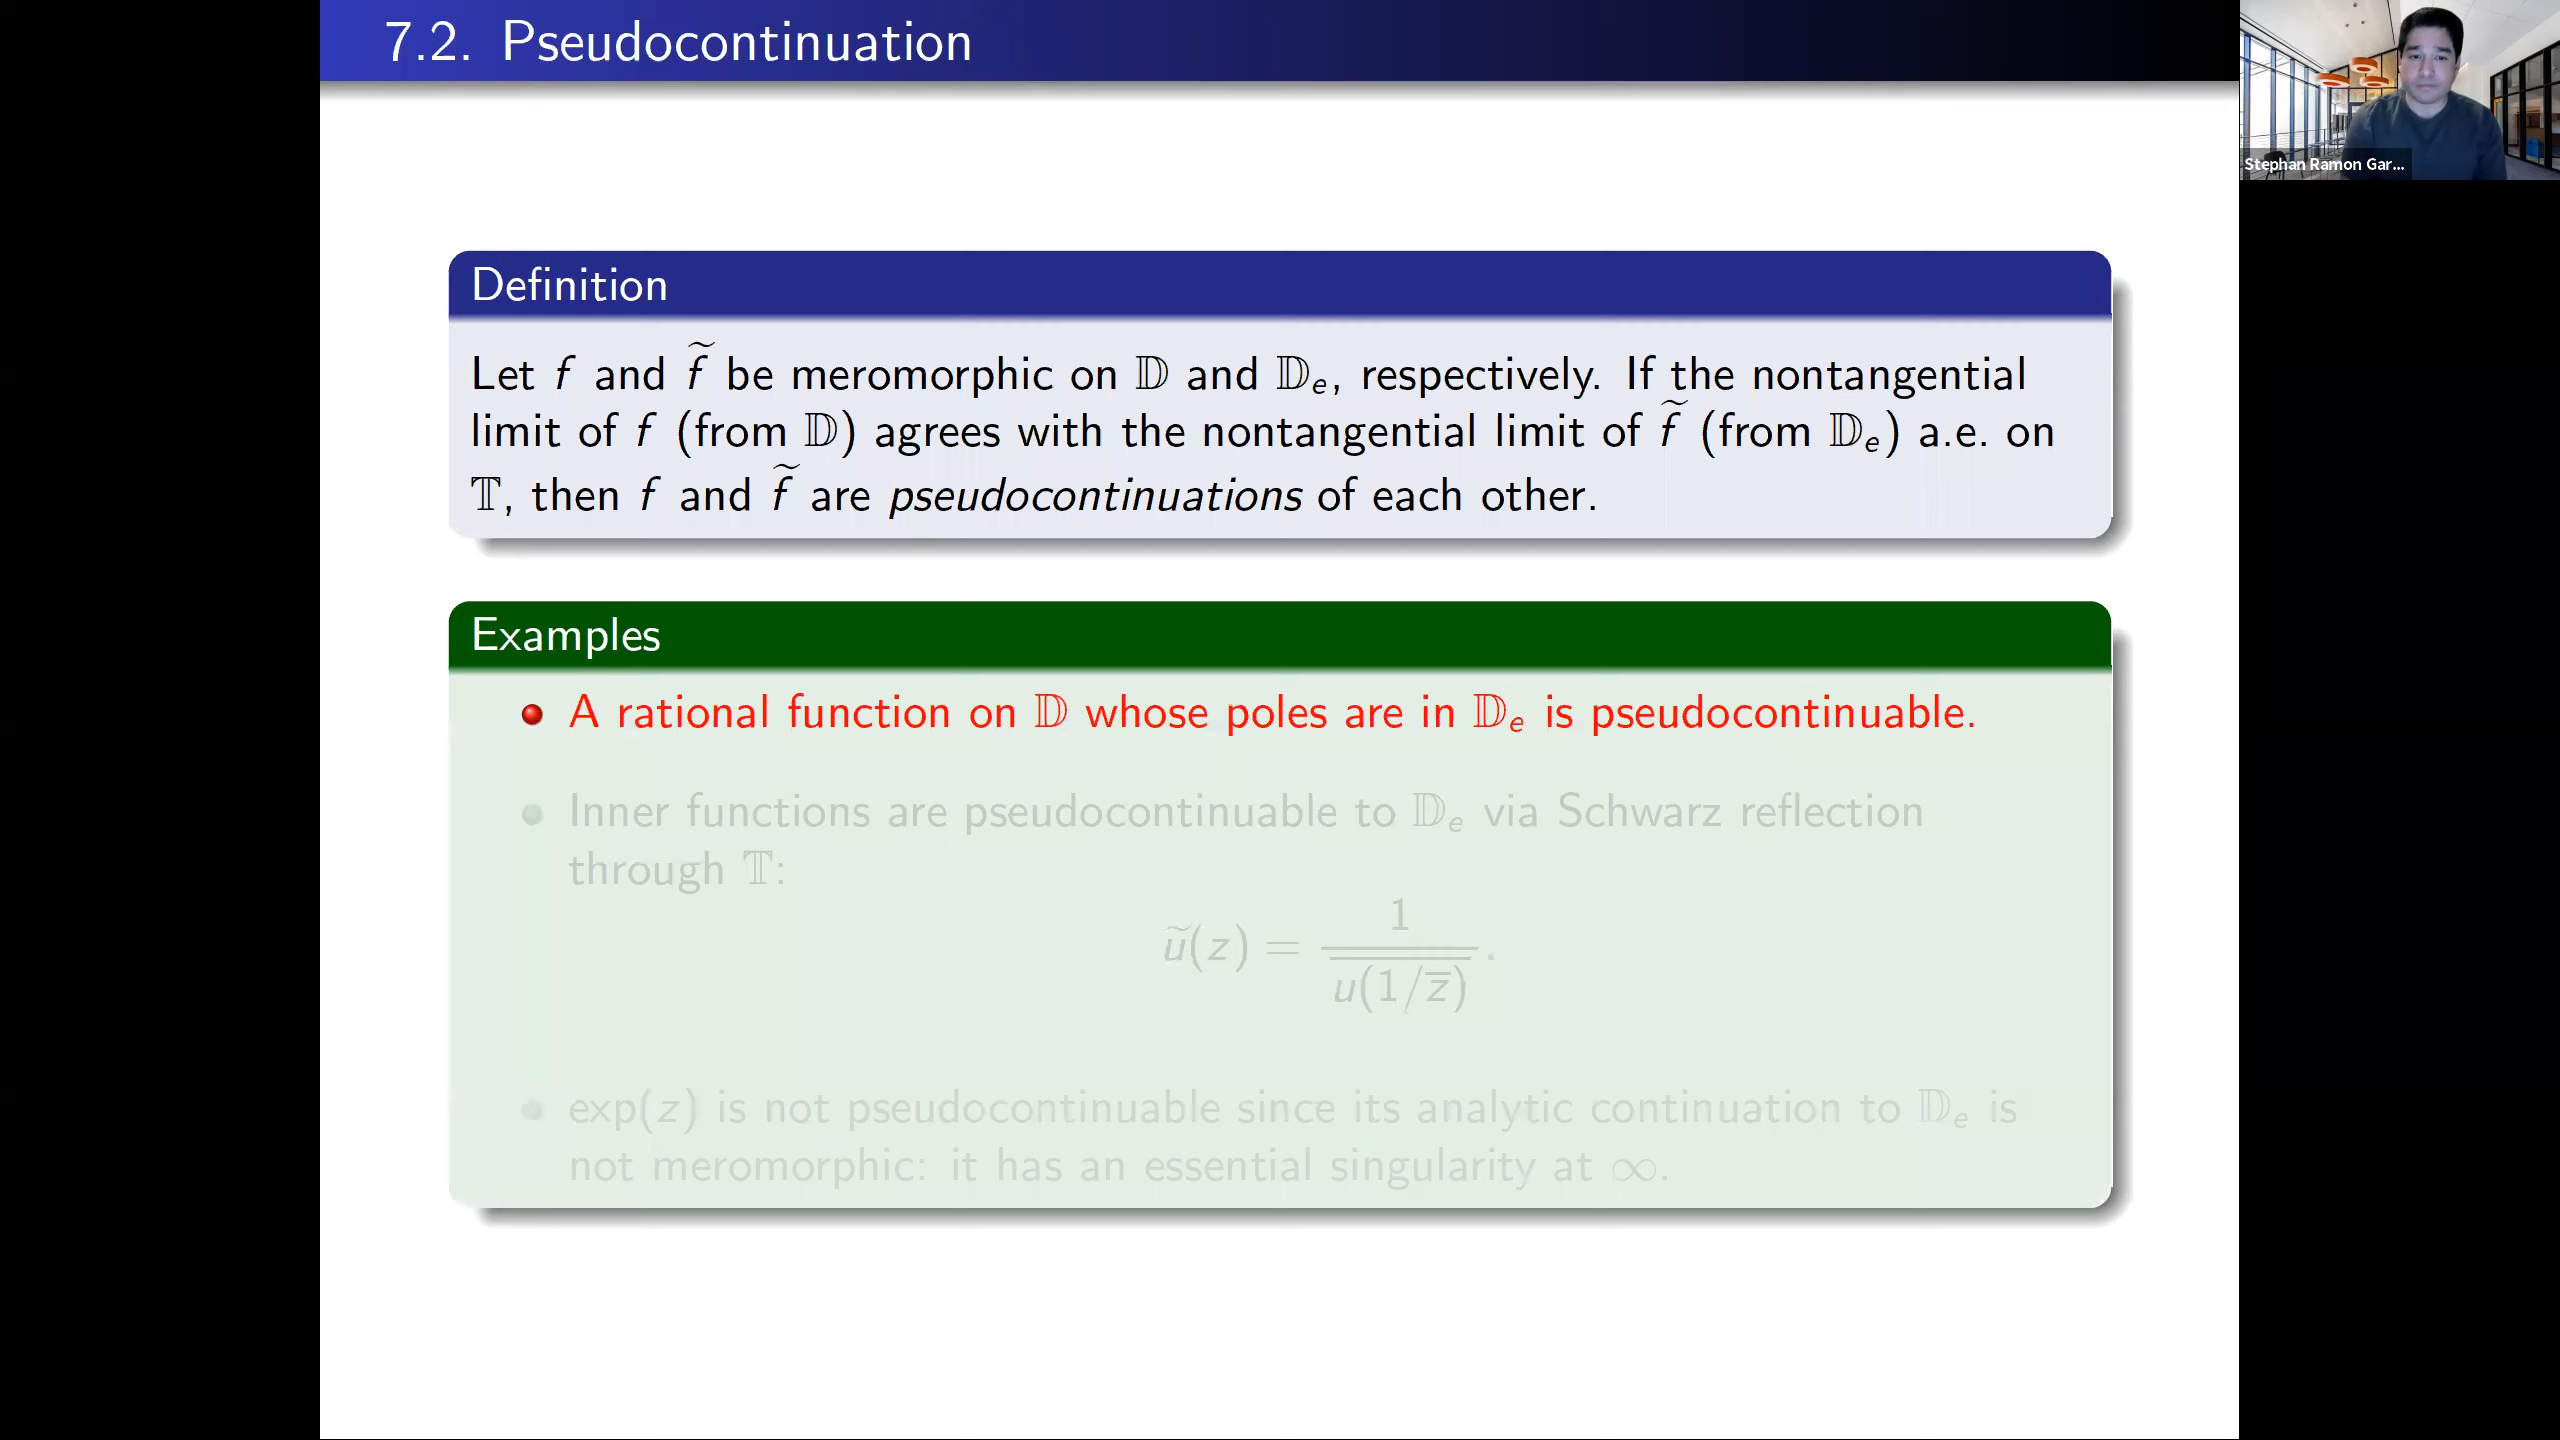 7.2. Pseudocontinuation
Stephan Ramon Gar...
Definition
Let f and f̃ be meromorphic on 𝔻 and 𝔻ₑ, respectively. If the nontangential
limit of f (from 𝔻) agrees with the nontangential limit of f̃ (from 𝔻ₑ) a.e. on
𝕋, then f and f̃ are pseudocontinuations of each other.
Examples
• A rational function on 𝔻 whose poles are in 𝔻ₑ is pseudocontinuable.
• Inner functions are pseudocontinuable to 𝔻ₑ via Schwarz reflection
through 𝕋:
$\widetilde{u}(z) = \frac{1}{\overline{u(1/\overline{z})}}.$
• exp(z) is not pseudocontinuable since its analytic continuation to 𝔻ₑ is
not meromorphic: it has an essential singularity at ∞.